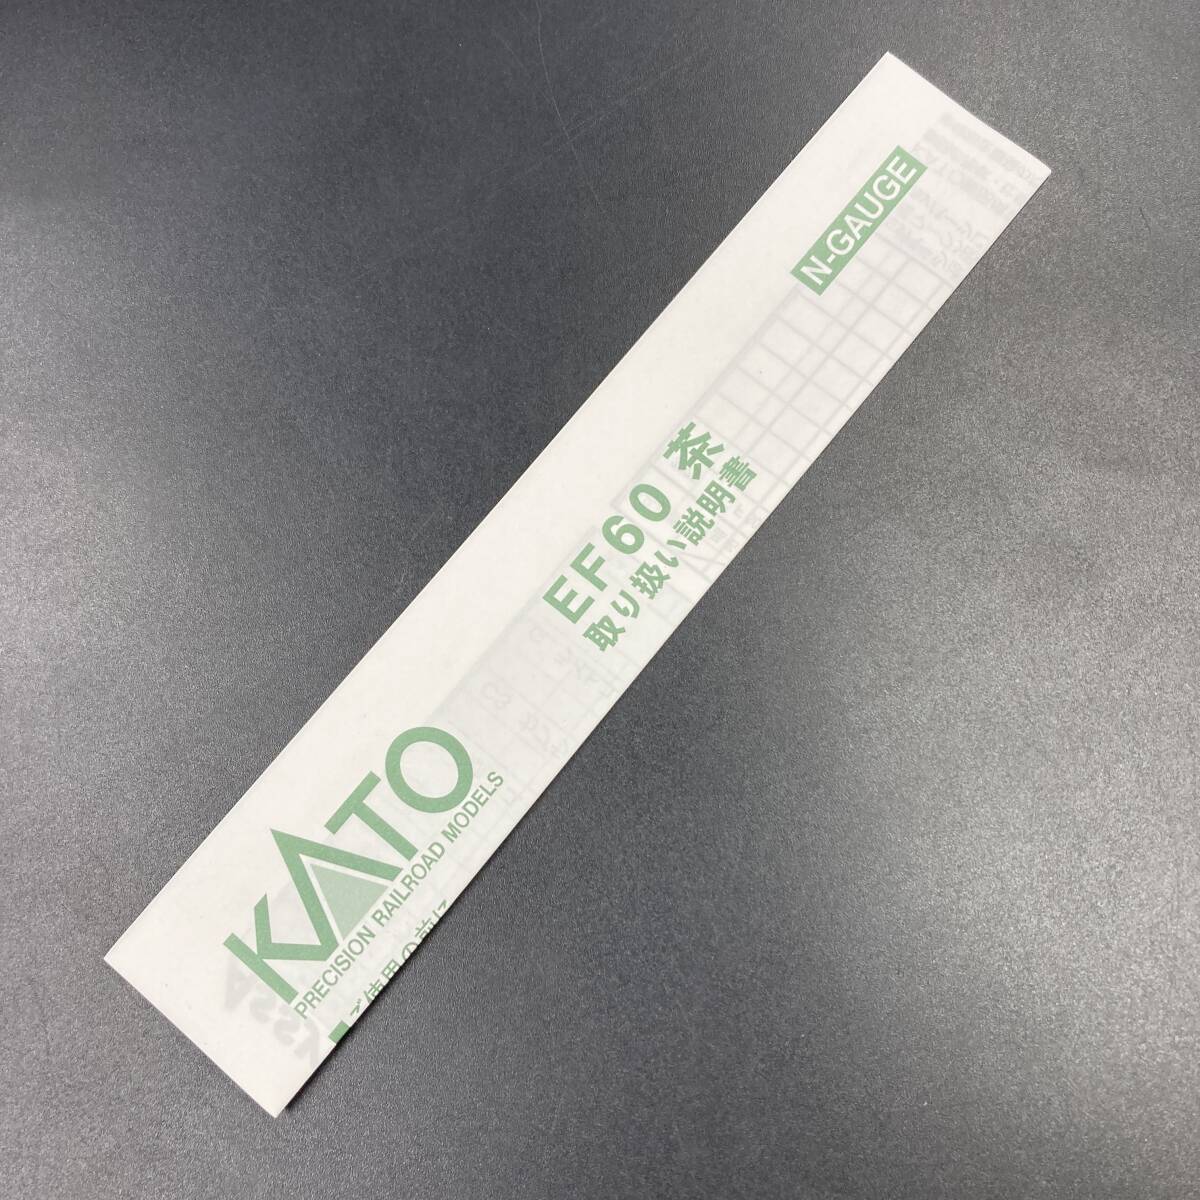 N-GAUGE
EF60 茶
取り扱い説明書
KATO
PRECISION RAILROAD MODELS
ご使用の前に